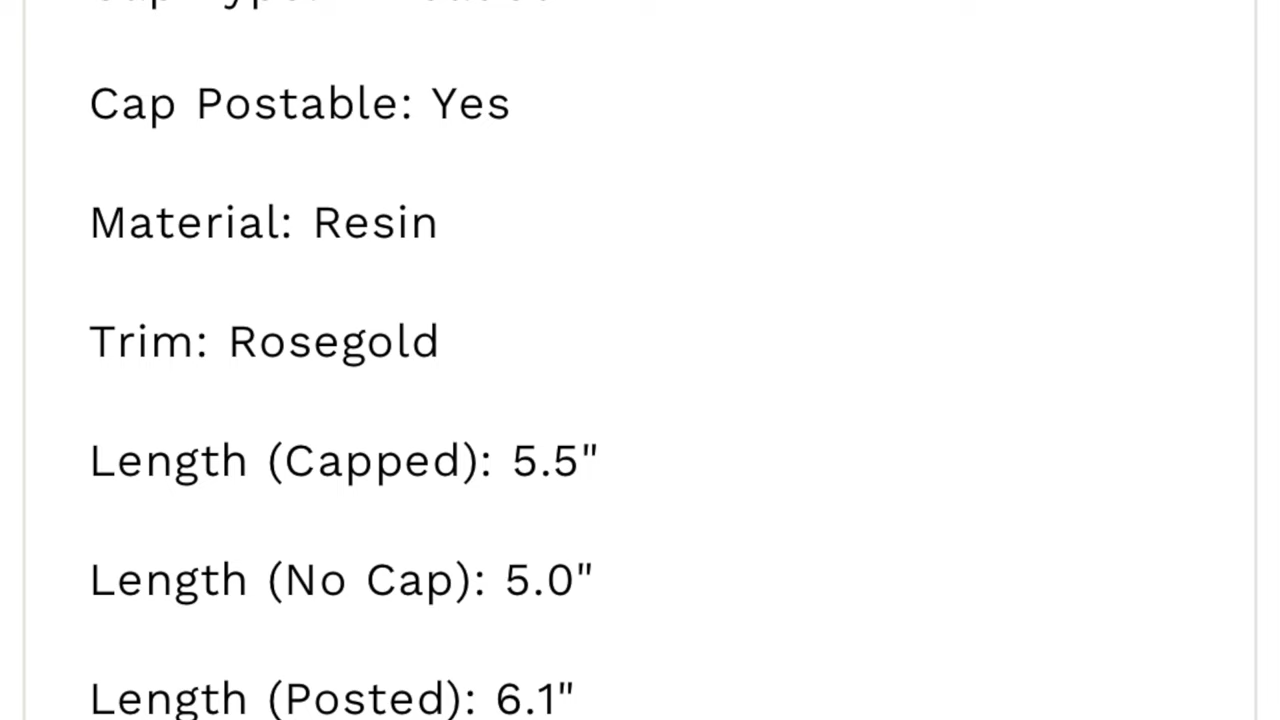 Cap Postable: Yes
Material: Resin
Trim: Rosegold
Length (Capped): 5.5"
Length (No Cap): 5.0"
Length (Posted): 6.1"